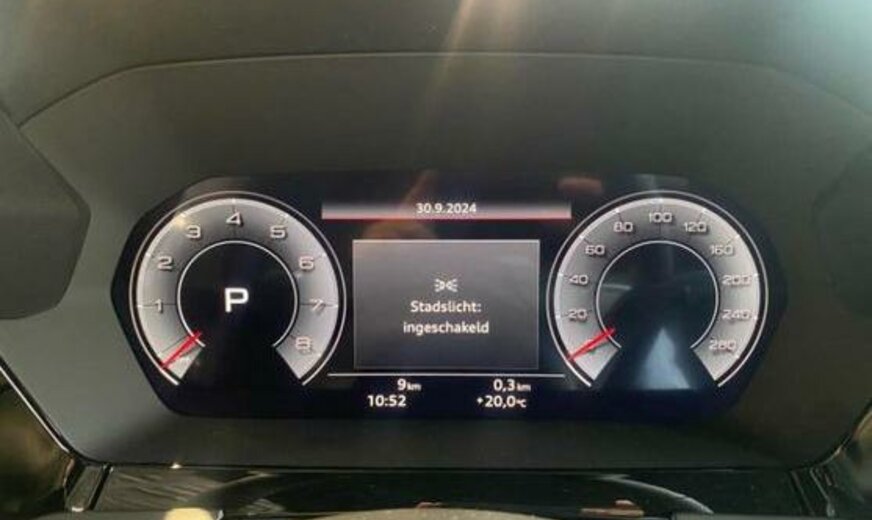 30.9.2024
1 2 3 4 5 6 7 8
P
Stadslicht:
ingeschakeld
20 40 60 80 100 120 160 200 240 280
9 km 0,3 km
10:52 +20,0°C